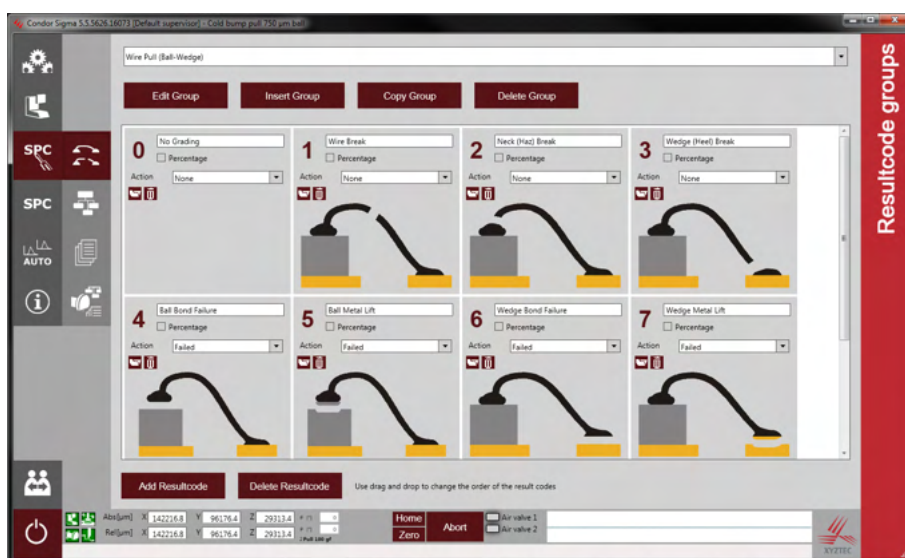 Condor Sigma 5.5.5626.16073 [Default supervisor] - Cold bump pull 750 µm ball
Wire Pull (Ball-Wedge)
Edit Group Insert Group Copy Group Delete Group
Resultcode groups
0 No Grading
Percentage
Action None
1 Wire Break
Percentage
Action None
2 Neck (Haz) Break
Percentage
Action None
3 Wedge (Heel) Break
Percentage
Action None
4 Ball Bond Failure
Percentage
Action Failed
5 Ball Metal Lift
Percentage
Action Failed
6 Wedge Bond Failure
Percentage
Action Failed
7 Wedge Metal Lift
Percentage
Action Failed
SPC
SPC
AUTO
Add Resultcode Delete Resultcode Use drag and drop to change the order of the result codes
Abs[µm] X 142216.8 Y 96176.4 Z 29313.4 0
Rel[µm] X 142216.8 Y 96176.4 Z 29313.4 0
/ Pull 100 gf
Home
Zero
Abort
Air valve 1
Air valve 2
XYZTEC